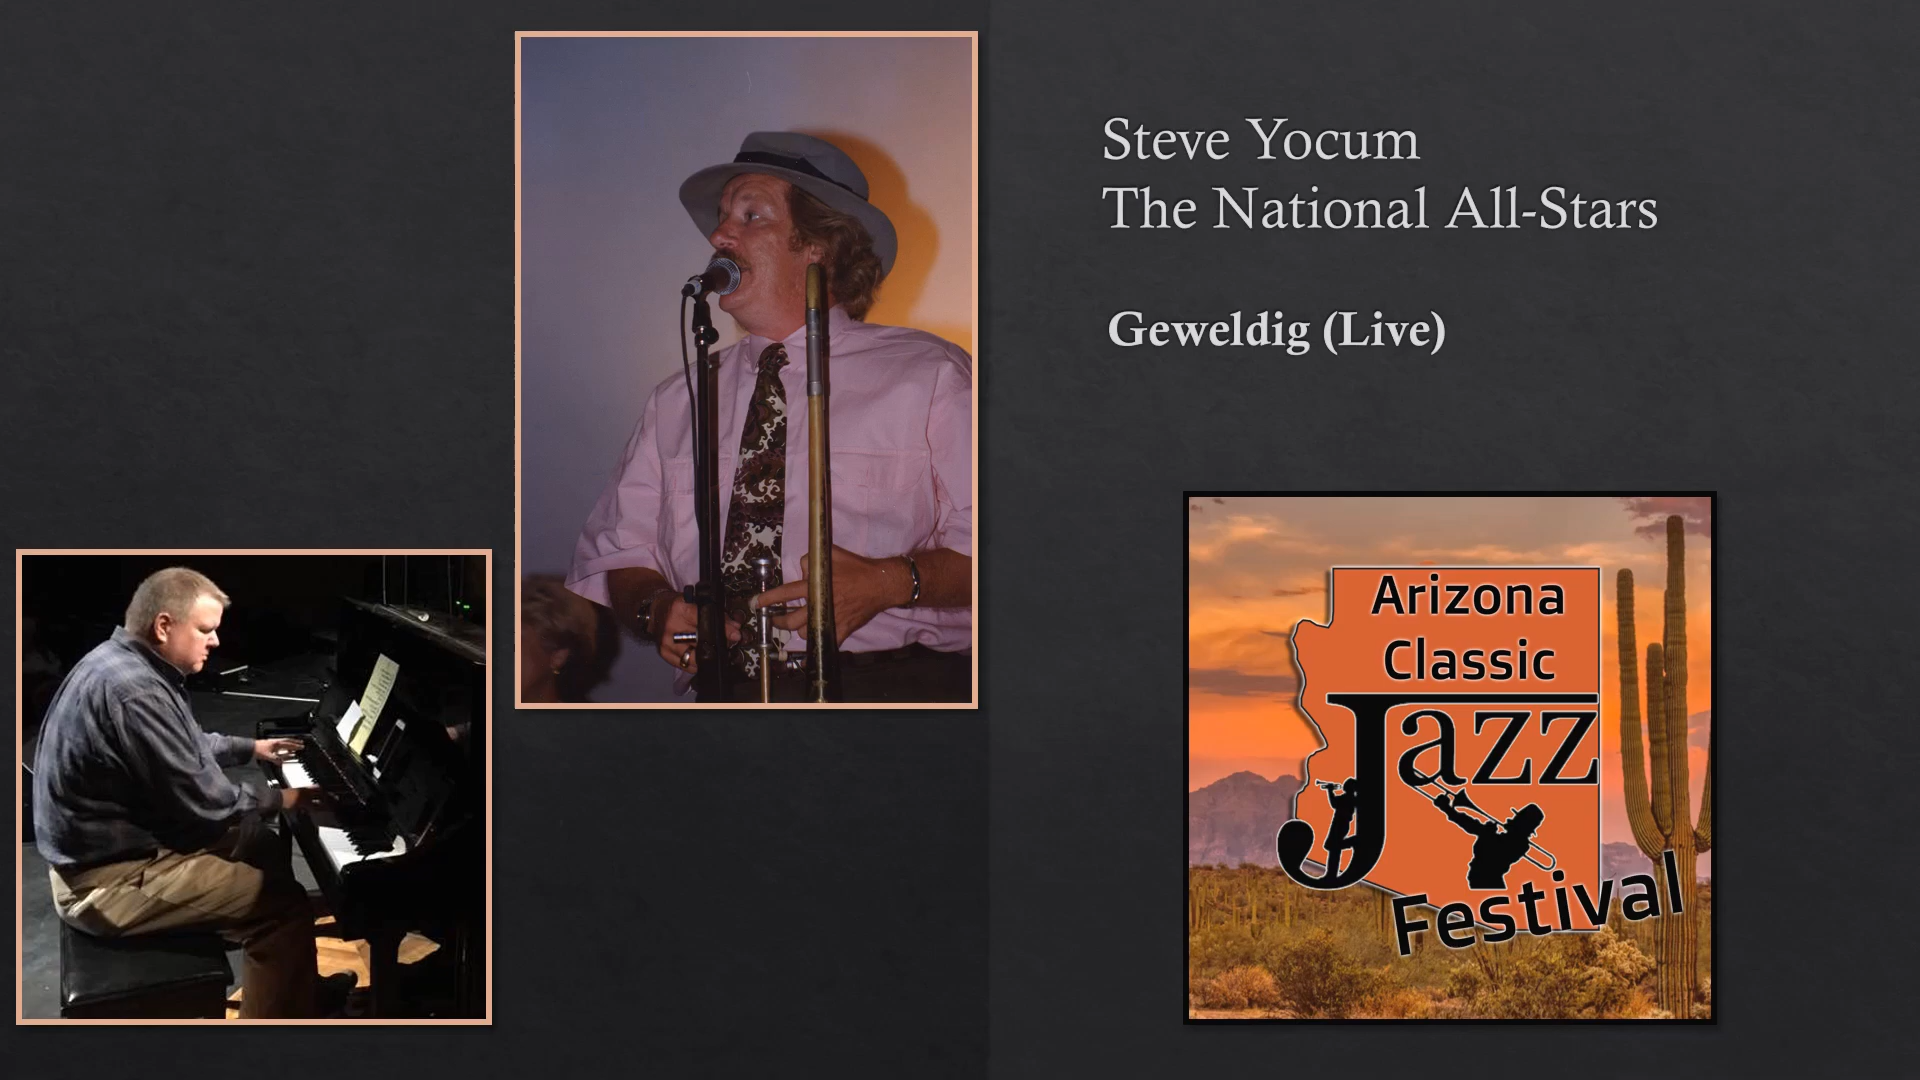 Steve Yocum
The National All-Stars
Geweldig (Live)
Arizona
Classic
Jazz
Festival